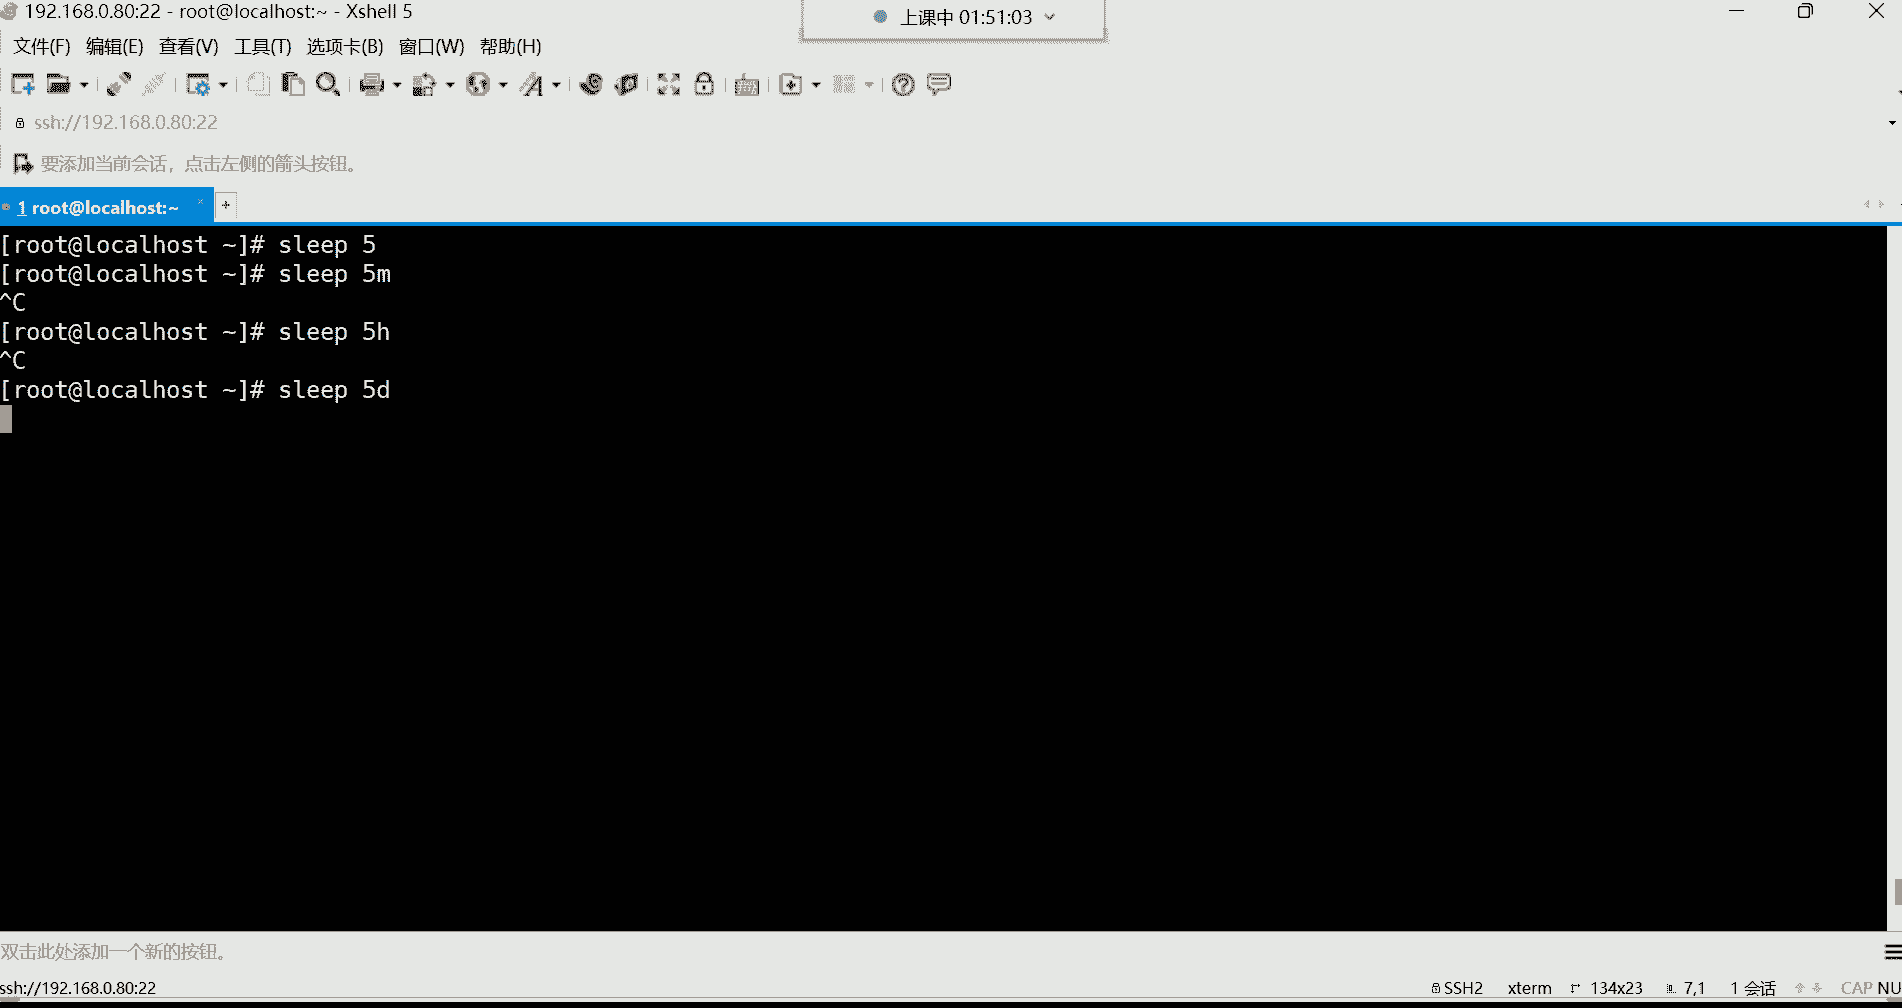 192.168.0.80:22 - root@localhost:~ - Xshell 5
上课中 01:51:03
文件(F) 编辑(E) 查看(V) 工具(T) 选项卡(B) 窗口(W) 帮助(H)
ssh://192.168.0.80:22
要添加当前会话，点击左侧的箭头按钮。
1 root@localhost:~
[root@localhost ~]# sleep 5
[root@localhost ~]# sleep 5m
^C
[root@localhost ~]# sleep 5h
^C
[root@localhost ~]# sleep 5d
双击此处添加一个新的按钮。
ssh://192.168.0.80:22 SSH2 xterm 134x23 7,1 1 会话 CAP NU